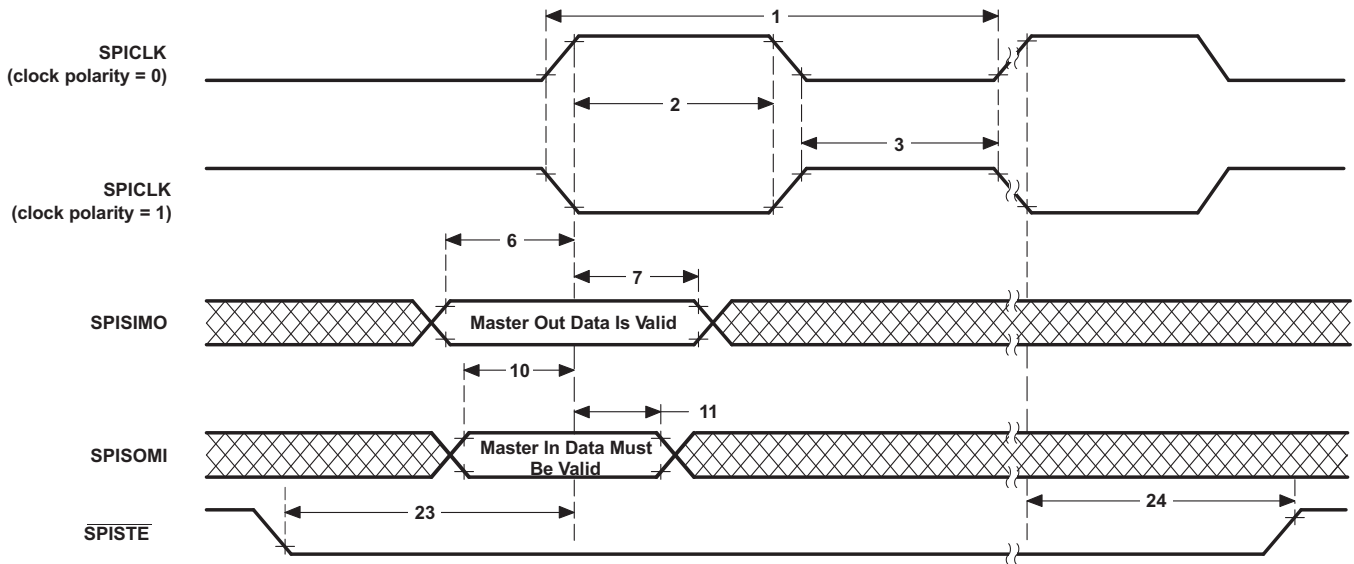 1
SPICLK
(clock polarity = 0)
2
3
SPICLK
(clock polarity = 1)
6
7
SPISIMO
Master Out Data Is Valid
10
11
SPISOMI
Master In Data Must
Be Valid
23
24
SPISTE